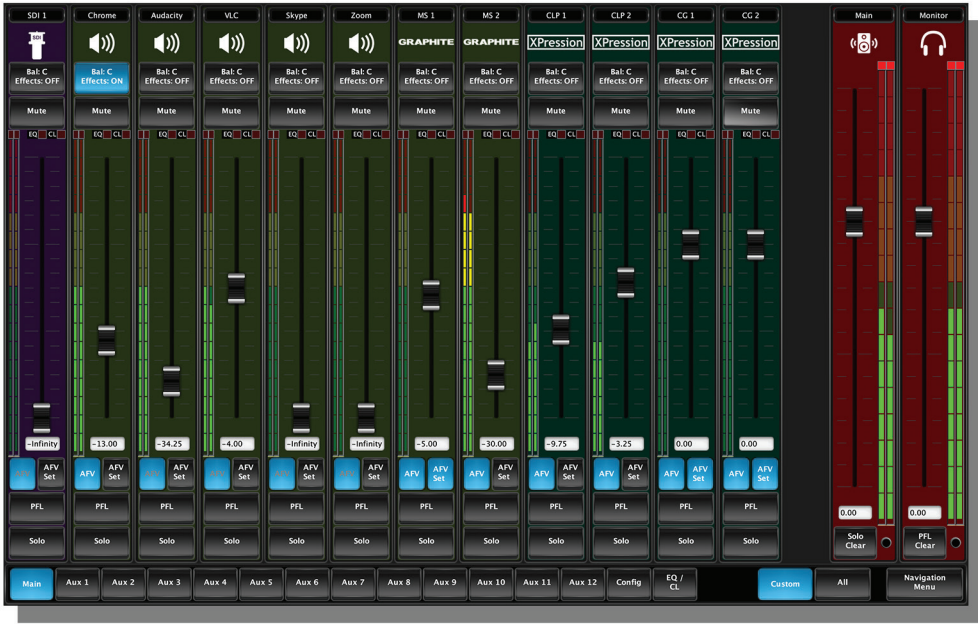 SDI 1 Chrome Audacity VLC Skype Zoom MS 1 MS 2 CLP 1 CLP 2 CG 1 CG 2 Main Monitor
SDI GRAPHITE GRAPHITE XPression XPression XPression XPression
Bal: C Bal: C Bal: C Bal: C Bal: C Bal: C Bal: C Bal: C Bal: C Bal: C Bal: C Bal: C
Effects: OFF Effects: ON Effects: OFF Effects: OFF Effects: OFF Effects: OFF Effects: OFF Effects: OFF Effects: OFF Effects: OFF Effects: OFF Effects: OFF
Mute Mute Mute Mute Mute Mute Mute Mute Mute Mute Mute Mute
EQ CL EQ CL EQ CL EQ CL EQ CL EQ CL EQ CL EQ CL EQ CL EQ CL EQ CL EQ CL
-Infinity -13.00 -34.25 -4.00 -Infinity -Infinity -5.00 -30.00 -9.75 -3.25 0.00 0.00
AFV AFV AFV AFV AFV AFV AFV AFV AFV AFV AFV AFV
AFV AFV AFV AFV AFV AFV AFV
Set Set Set Set Set Set Set Set Set Set Set Set
PFL PFL PFL PFL PFL PFL PFL PFL PFL PFL PFL PFL
Solo Solo Solo Solo Solo Solo Solo Solo Solo Solo Solo Solo
0.00 0.00
Solo PFL
Clear Clear
Main Aux 1 Aux 2 Aux 3 Aux 4 Aux 5 Aux 6 Aux 7 Aux 8 Aux 9 Aux 10 Aux 11 Aux 12 Config EQ /
CL
Custom All Navigation
Menu